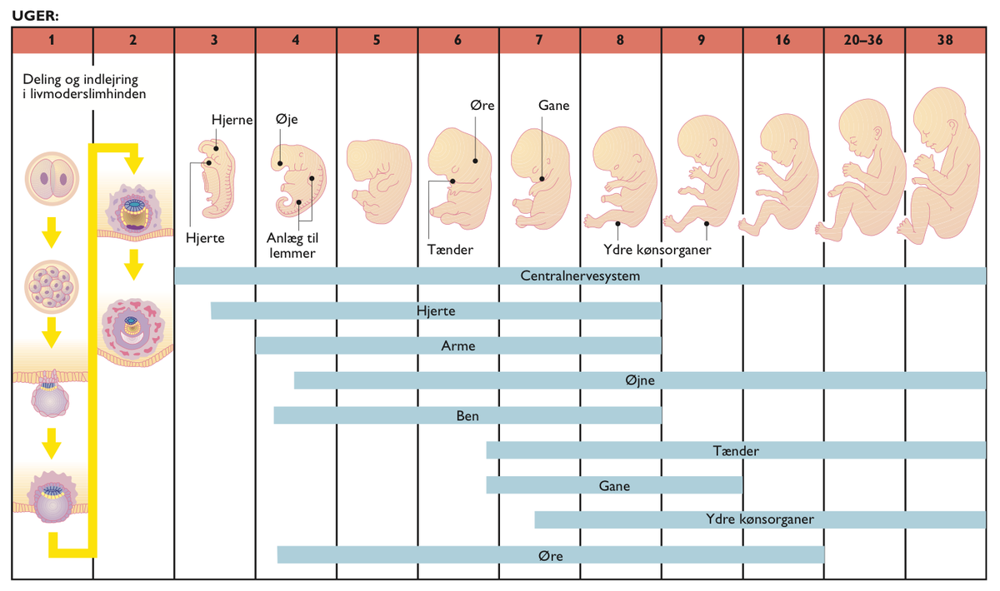 UGER:
1 2 3 4 5 6 7 8 9 16 20–36 38
Deling og indlejring
i livmoderslimhinden
Hjerne
Øje
Øre
Gane
Hjerte
Anlæg til
lemmer
Tænder
Ydre kønsorganer
Centralnervesystem
Hjerte
Arme
Øjne
Ben
Tænder
Gane
Ydre kønsorganer
Øre